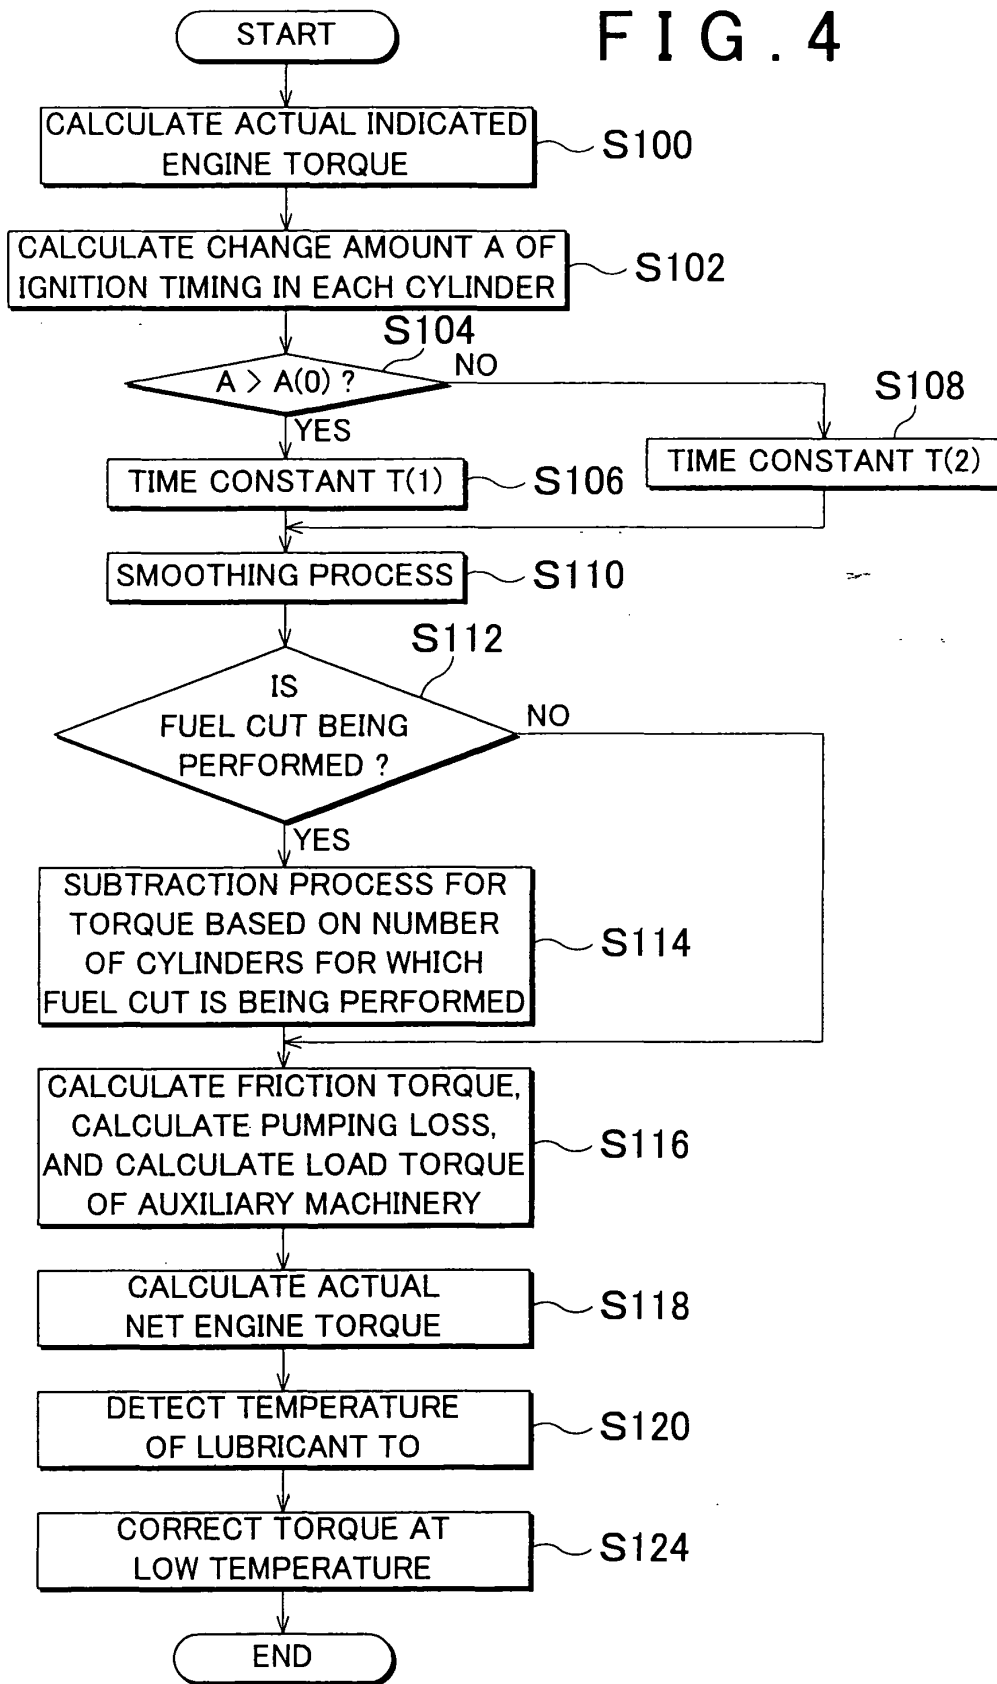 START
FIG.4
CALCULATE ACTUAL INDICATED
ENGINE TORQUE
S100
CALCULATE CHANGE AMOUNT A OF
IGNITION TIMING IN EACH CYLINDER
S102
S104
A > A(0) ?
NO
YES
S108
TIME CONSTANT T(1)
S106
TIME CONSTANT T(2)
SMOOTHING PROCESS
S110
S112
IS
FUEL CUT BEING
PERFORMED ?
NO
YES
SUBTRACTION PROCESS FOR
TORQUE BASED ON NUMBER
OF CYLINDERS FOR WHICH
FUEL CUT IS BEING PERFORMED
S114
CALCULATE FRICTION TORQUE,
CALCULATE PUMPING LOSS,
AND CALCULATE LOAD TORQUE
OF AUXILIARY MACHINERY
S116
CALCULATE ACTUAL
NET ENGINE TORQUE
S118
DETECT TEMPERATURE
OF LUBRICANT TO
S120
CORRECT TORQUE AT
LOW TEMPERATURE
S124
END